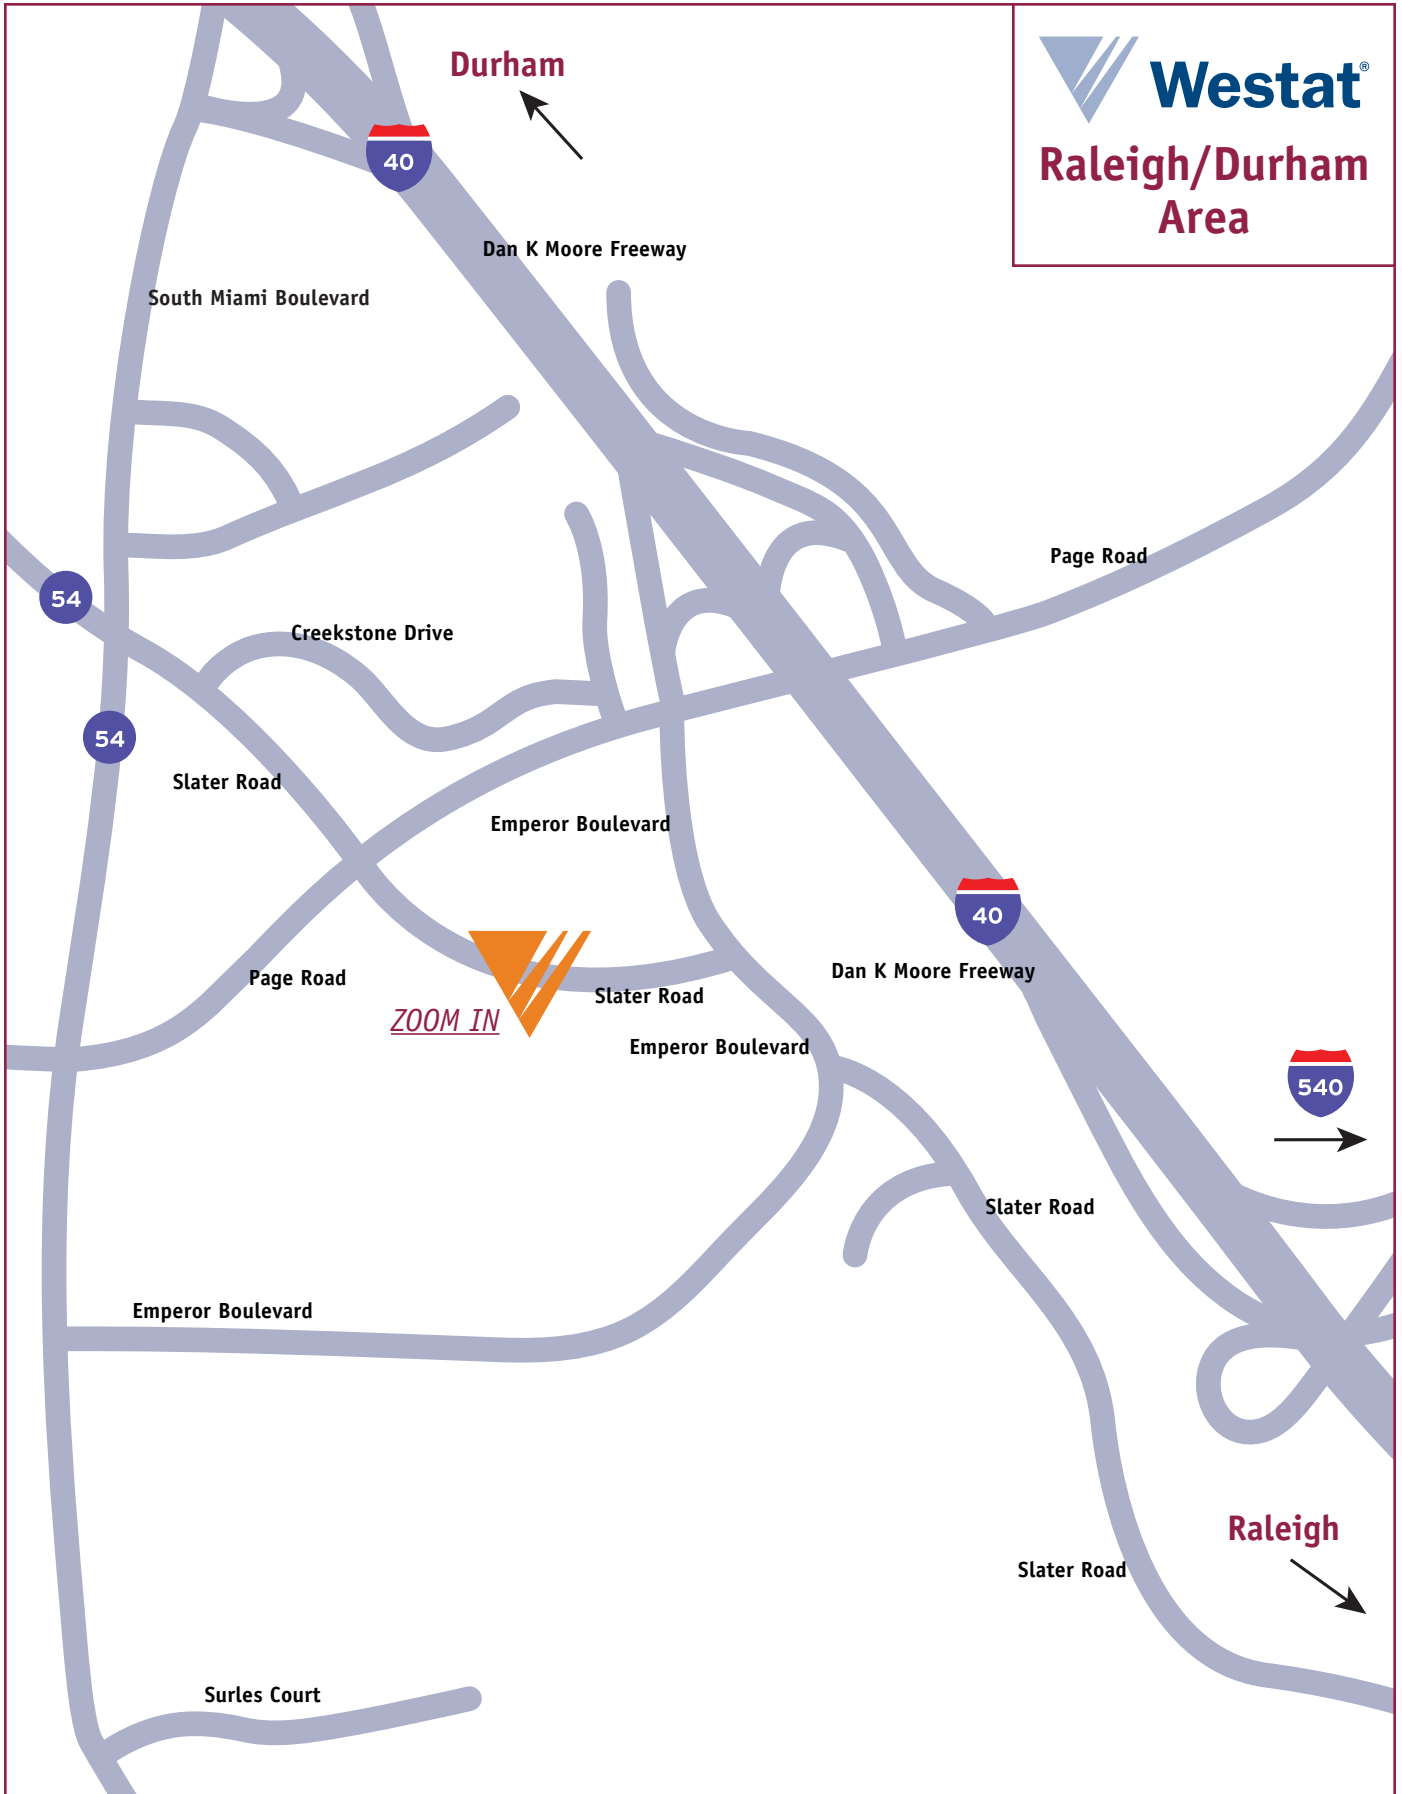 Durham
Westat®
Raleigh/Durham
Area
40
Dan K Moore Freeway
South Miami Boulevard
Page Road
54
Creekstone Drive
54
Slater Road
Emperor Boulevard
40
Dan K Moore Freeway
Page Road
Slater Road
ZOOM IN
Emperor Boulevard
540
Slater Road
Emperor Boulevard
Raleigh
Slater Road
Surles Court